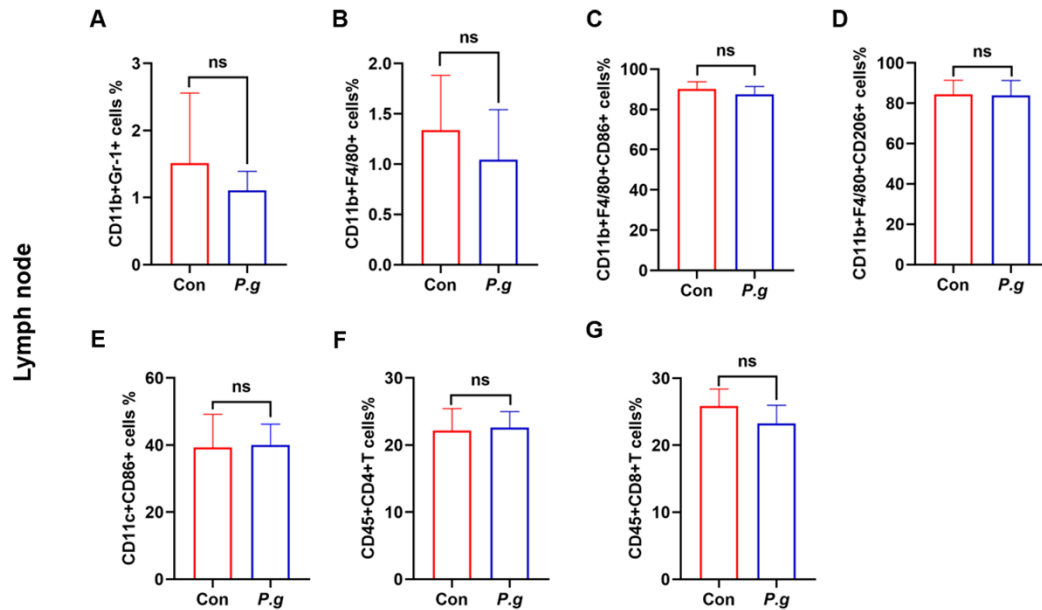 A
CD11b+Gr-1+ cells %
3
2
1
0
ns
Con
P.g
B
CD11b+F4/80+ cells%
2.0
1.5
1.0
0.5
0.0
ns
Con
P.g
C
CD11b+F4/80+CD86+ cells%
100
80
60
40
20
0
ns
Con
P.g
D
CD11b+F4/80+CD206+ cells%
100
80
60
40
20
0
ns
Con
P.g
Lymph node
E
CD11c+CD86+ cells%
60
40
20
0
ns
Con
P.g
F
CD45+CD4+T cells%
30
20
10
0
ns
Con
P.g
G
CD45+CD8+T cells%
30
20
10
0
ns
Con
P.g